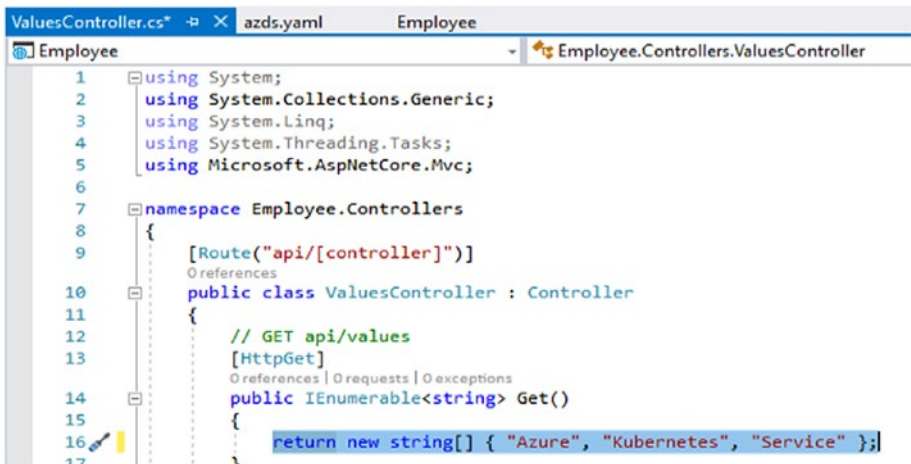 ValuesController.cs* azds.yaml Employee
Employee Employee.Controllers.ValuesController
1 using System;
2 using System.Collections.Generic;
3 using System.Linq;
4 using System.Threading.Tasks;
5 using Microsoft.AspNetCore.Mvc;
6
7 namespace Employee.Controllers
8 {
9 [Route("api/[controller]")]
0 references
10 public class ValuesController : Controller
11 {
12 // GET api/values
13 [HttpGet]
0 references | 0 requests | 0 exceptions
14 public IEnumerable<string> Get()
15 {
16 return new string[] { "Azure", "Kubernetes", "Service" };
17 }